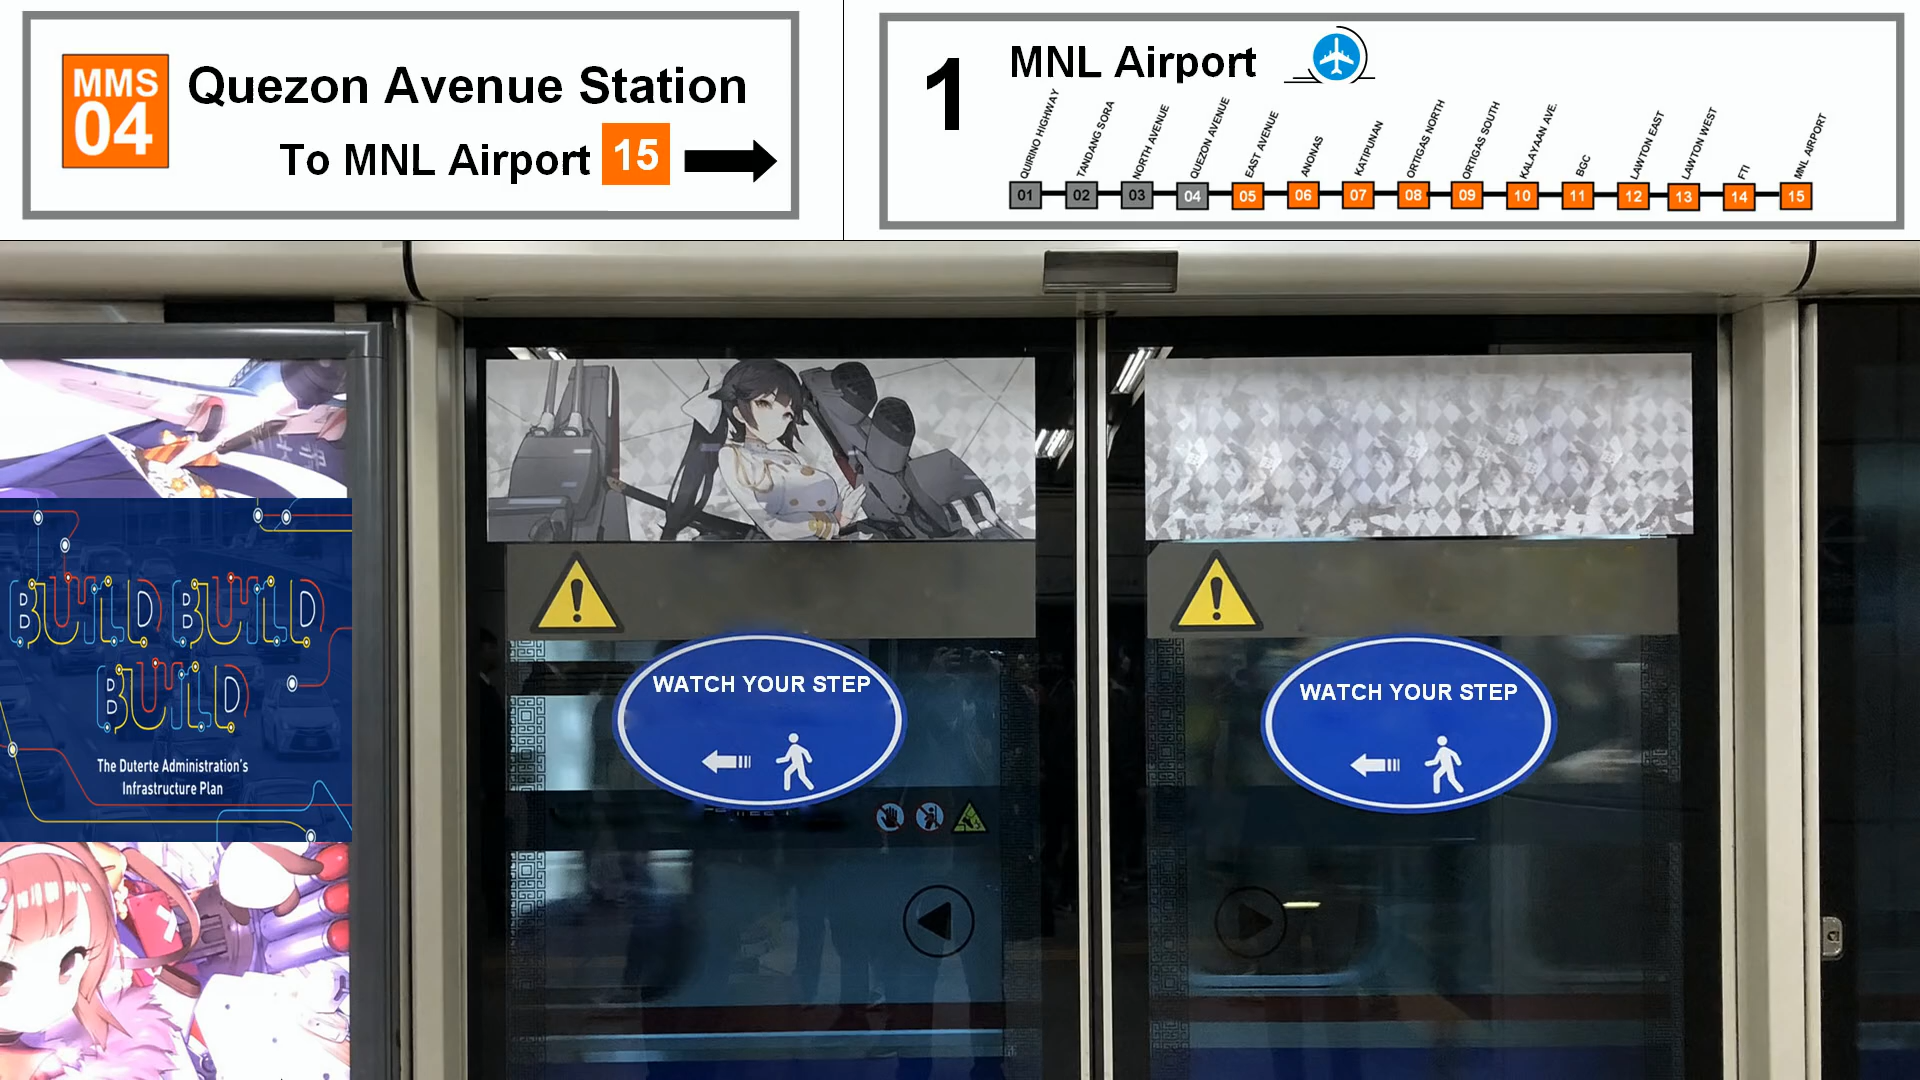 MMS
04
Quezon Avenue Station
To MNL Airport 15
1
MNL Airport
QUIRINO HIGHWAY
TANDANG SORA
NORTH AVENUE
QUEZON AVENUE
EAST AVENUE
ANONAS
KATIPUNAN
ORTIGAS NORTH
ORTIGAS SOUTH
KALAYAAN AVE.
BGC
LAWTON EAST
LAWTON WEST
FTI
MNL AIRPORT
01 02 03 04 05 06 07 08 09 10 11 12 13 14 15
BUILD BUILD
BUILD
The Duterte Administration's
Infrastructure Plan
WATCH YOUR STEP
WATCH YOUR STEP